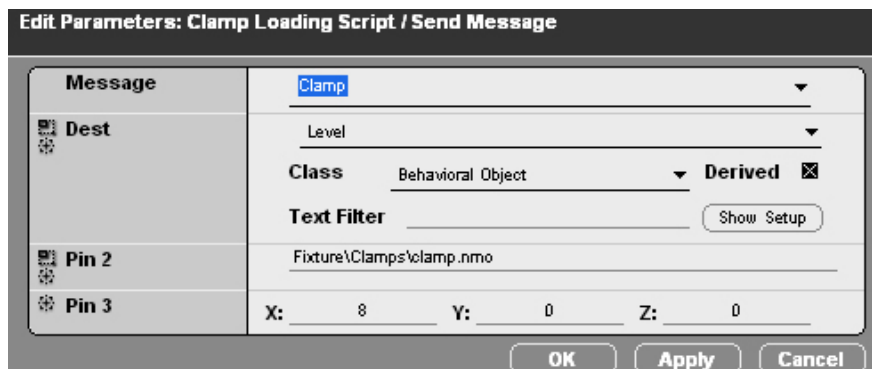 Edit Parameters: Clamp Loading Script / Send Message
Message Clamp
Dest Level
Class Behavioral Object Derived
Text Filter Show Setup
Pin 2 Fixture\Clamps\clamp.nmo
Pin 3 X: 8 Y: 0 Z: 0
OK Apply Cancel